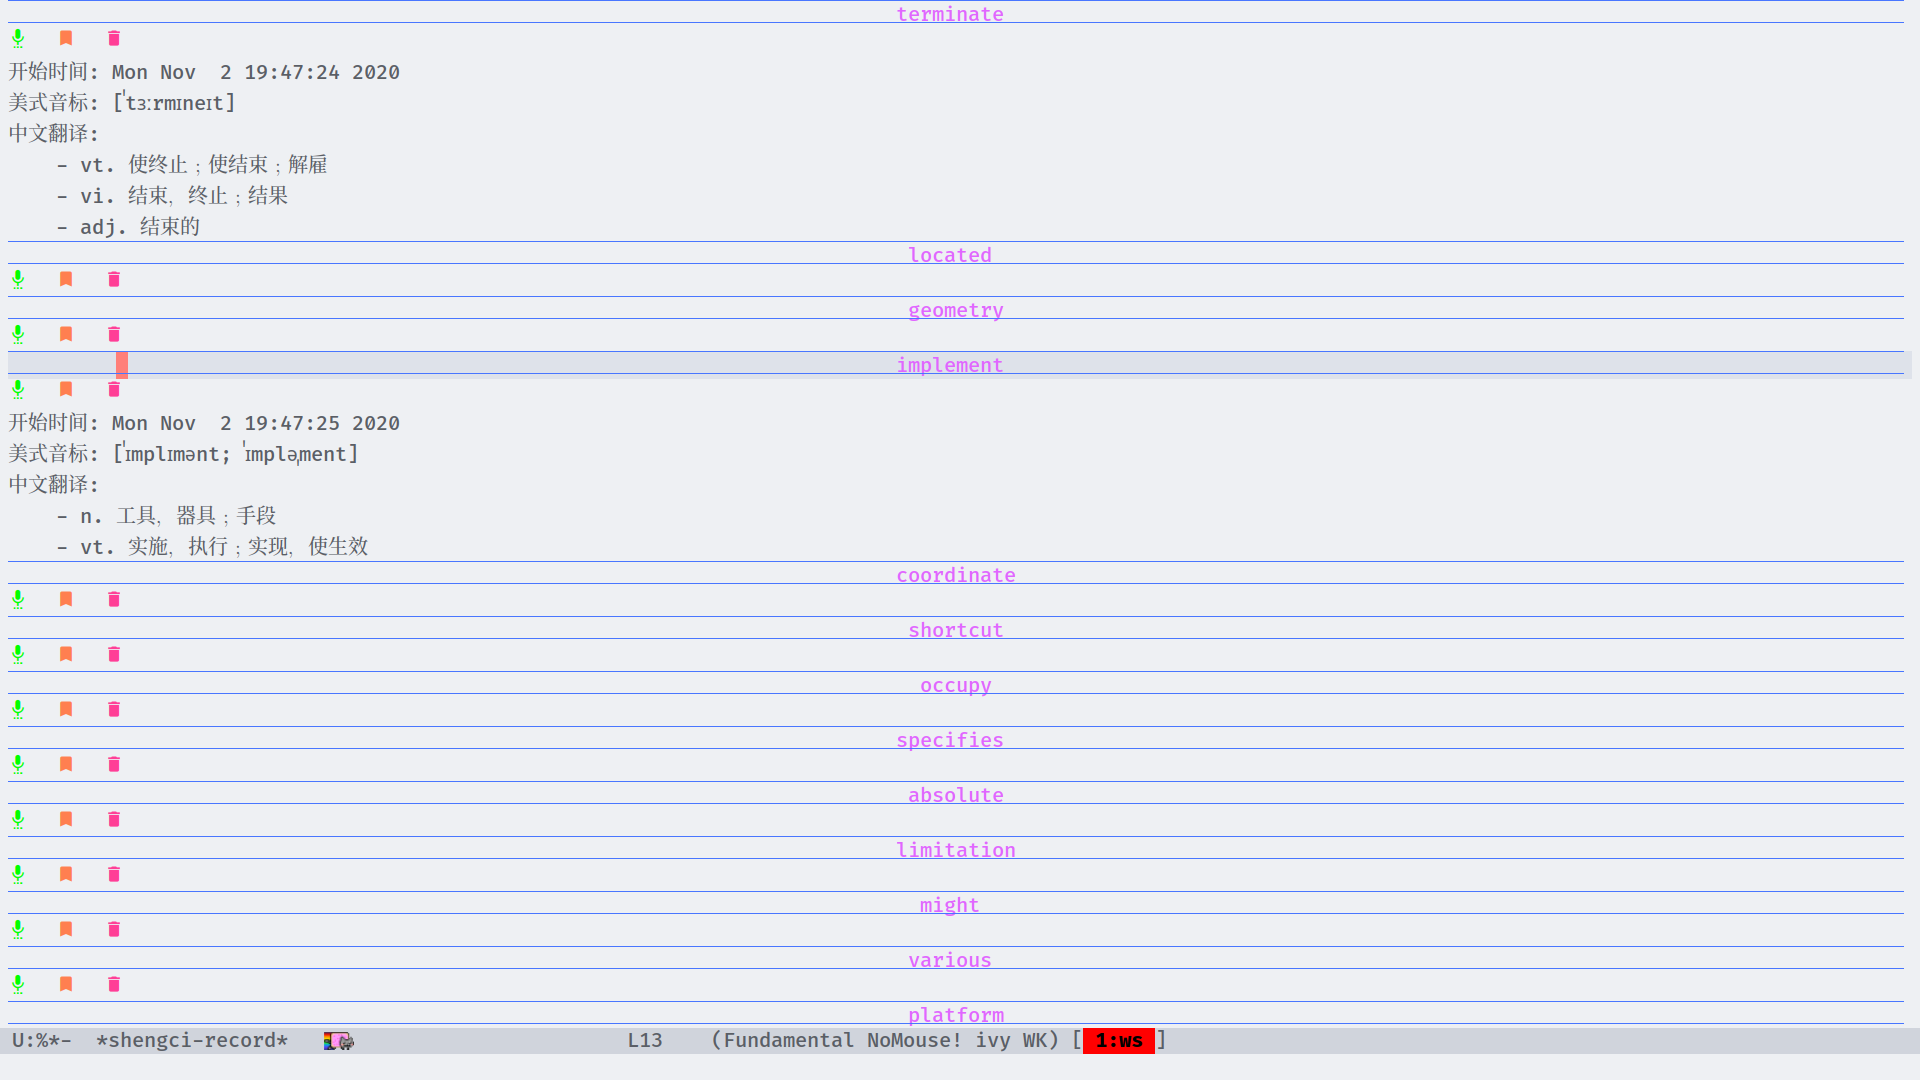 terminate
开始时间: Mon Nov  2 19:47:24 2020
美式音标: [ˈtɜːrmɪneɪt]
中文翻译:
- vt. 使终止；使结束；解雇
- vi. 结束，终止；结果
- adj. 结束的
located
geometry
implement
开始时间: Mon Nov  2 19:47:25 2020
美式音标: [ˈɪmplɪmənt; ˈɪmpləˌment]
中文翻译:
- n. 工具，器具；手段
- vt. 实施，执行；实现，使生效
coordinate
shortcut
occupy
specifies
absolute
limitation
might
various
platform
U:%*-  *shengci-record*  L13  (Fundamental NoMouse! ivy WK) [ 1:ws ]